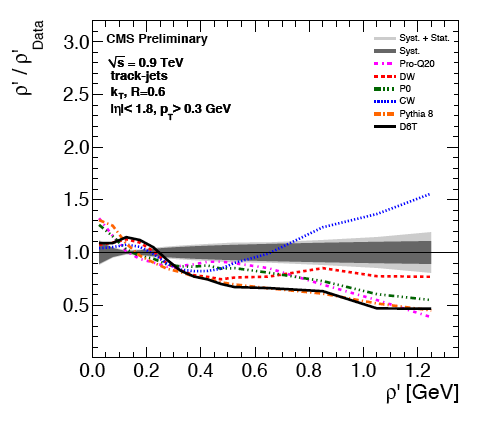 ρ' / ρ'Data
CMS Preliminary
√s = 0.9 TeV
track-jets
kT, R=0.6
|η|< 1.8, pT> 0.3 GeV
Syst. + Stat.
Syst.
Pro-Q20
DW
P0
CW
Pythia 8
D6T
3.0
2.5
2.0
1.5
1.0
0.5
0.0 0.2 0.4 0.6 0.8 1.0 1.2
ρ' [GeV]